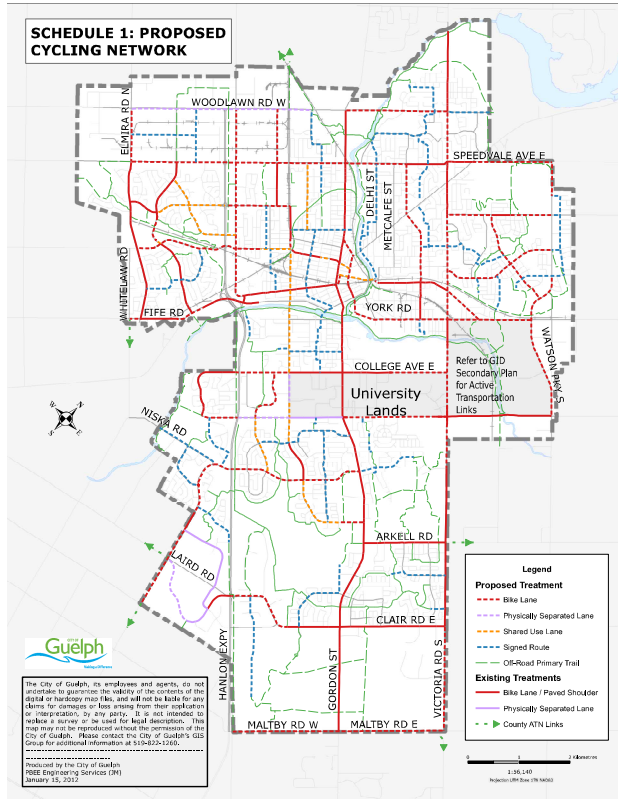 SCHEDULE 1: PROPOSED
CYCLING NETWORK
ELMIRA RD N
WOODLAWN RD W
SPEEDVALE AVE E
DELHI ST
METCALFE ST
WHITELAW RD
FIFE RD
YORK RD
WATSON PKY S
COLLEGE AVE E
Refer to GID
Secondary Plan
for Active
Transportation
Links
University
Lands
NISKA RD
N
W
E
S
ARKELL RD
LAIRD RD
CLAIR RD E
HANLON EXPY
GORDON ST
VICTORIA RD S
MALTBY RD W
MALTBY RD E
Legend
Proposed Treatment
Bike Lane
Physically Separated Lane
Shared Use Lane
Signed Route
Off-Road Primary Trail
Existing Treatments
Bike Lane / Paved Shoulder
Physically Separated Lane
County ATN Links
0 1 2 Kilometres
1:56,140
Projection UTM Zone 17N NAD83
CITY OF
Guelph
Making a Difference
The City of Guelph, its employees and agents, do not
undertake to guarantee the validity of the contents of the
digital or hardcopy map files, and will not be liable for any
claims for damages or loss arising from their application
or interpretation, by any party. It is not intended to
replace a survey or be used for legal description. This
map may not be reproduced without the permission of the
City of Guelph. Please contact the City of Guelph's GIS
Group for additional information at 519-822-1260.
Produced by the City of Guelph
PBEE Engineering Services (JM)
January 15, 2012